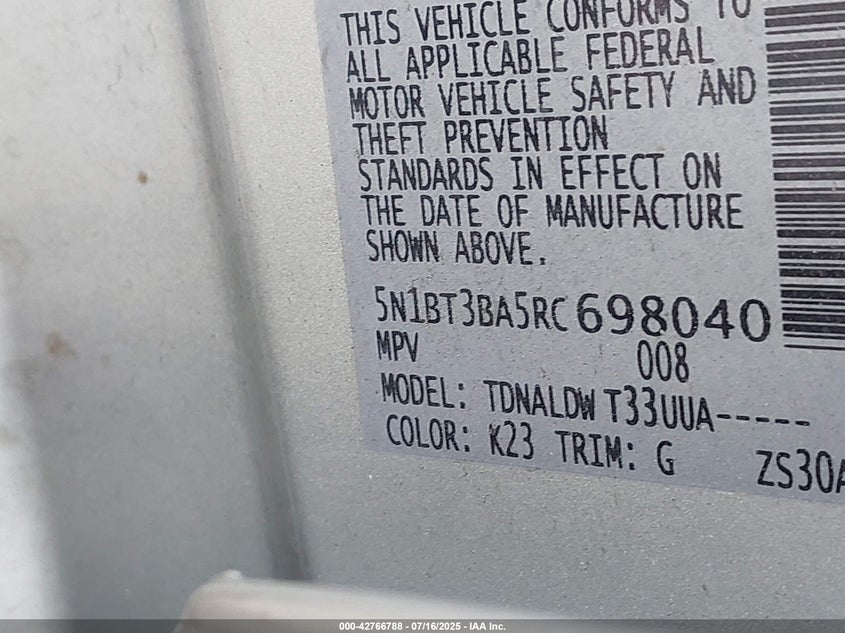 THIS VEHICLE CONFORMS TO
ALL APPLICABLE FEDERAL
MOTOR VEHICLE SAFETY AND
THEFT PREVENTION
STANDARDS IN EFFECT ON
THE DATE OF MANUFACTURE
SHOWN ABOVE.
5N1BT3BA5RC698040
MPV 008
MODEL: TDNALDW T33UUA-----
COLOR: K23 TRIM: G ZS30A
000-42766788 - 07/16/2025 - IAA Inc.